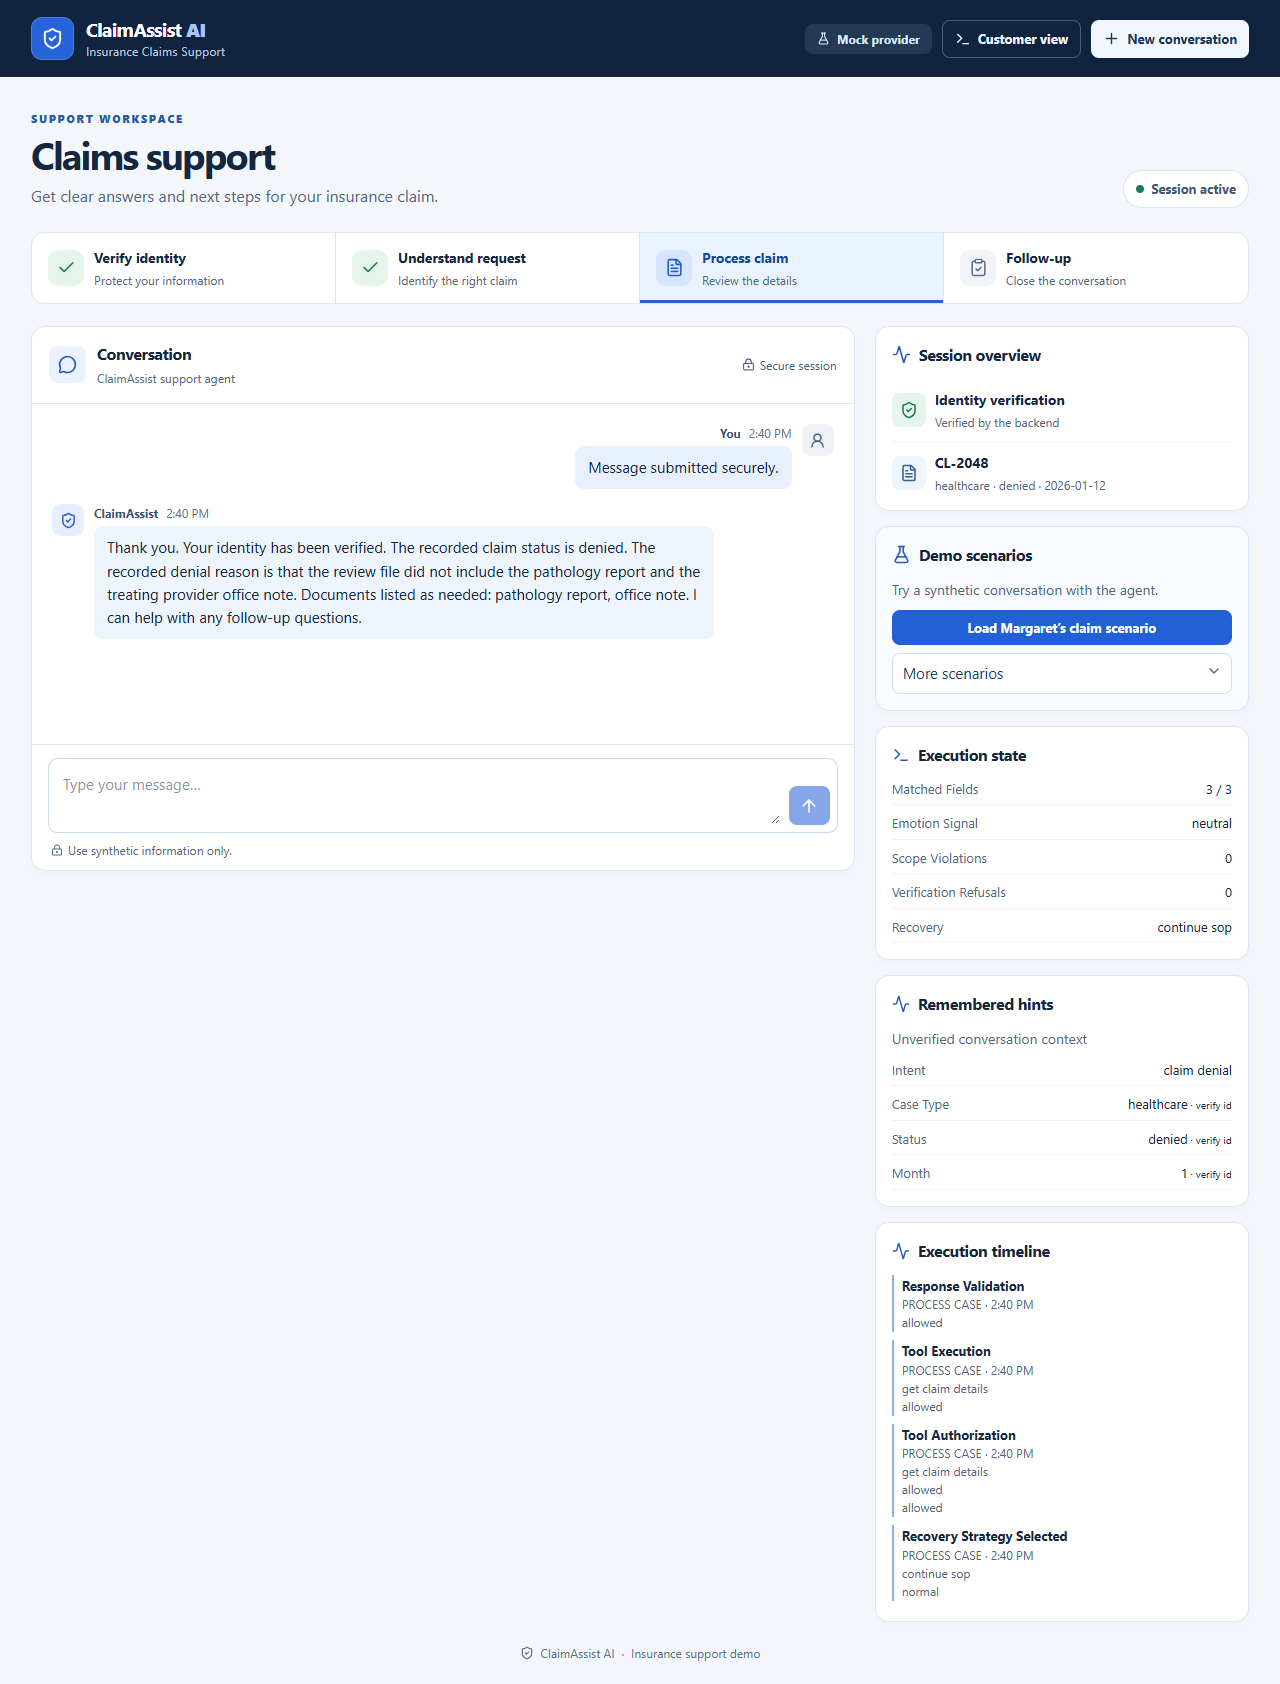 ClaimAssist AI
Insurance Claims Support
Mock provider
Customer view
New conversation
SUPPORT WORKSPACE
Claims support
Get clear answers and next steps for your insurance claim.
Session active
Verify identity
Protect your information
Understand request
Identify the right claim
Process claim
Review the details
Follow-up
Close the conversation
Conversation
ClaimAssist support agent
Secure session
You 2:40 PM
Message submitted securely.
ClaimAssist 2:40 PM
Thank you. Your identity has been verified. The recorded claim status is denied. The
recorded denial reason is that the review file did not include the pathology report and the
treating provider office note. Documents listed as needed: pathology report, office note. I
can help with any follow-up questions.
Type your message...
Use synthetic information only.
Session overview
Identity verification
Verified by the backend
CL-2048
healthcare · denied · 2026-01-12
Demo scenarios
Try a synthetic conversation with the agent.
Load Margaret's claim scenario
More scenarios
Execution state
Matched Fields 3 / 3
Emotion Signal neutral
Scope Violations 0
Verification Refusals 0
Recovery continue sop
Remembered hints
Unverified conversation context
Intent claim denial
Case Type healthcare · verify id
Status denied · verify id
Month 1 · verify id
Execution timeline
Response Validation
PROCESS CASE · 2:40 PM
allowed
Tool Execution
PROCESS CASE · 2:40 PM
get claim details
allowed
Tool Authorization
PROCESS CASE · 2:40 PM
get claim details
allowed
allowed
Recovery Strategy Selected
PROCESS CASE · 2:40 PM
continue sop
normal
ClaimAssist AI · Insurance support demo